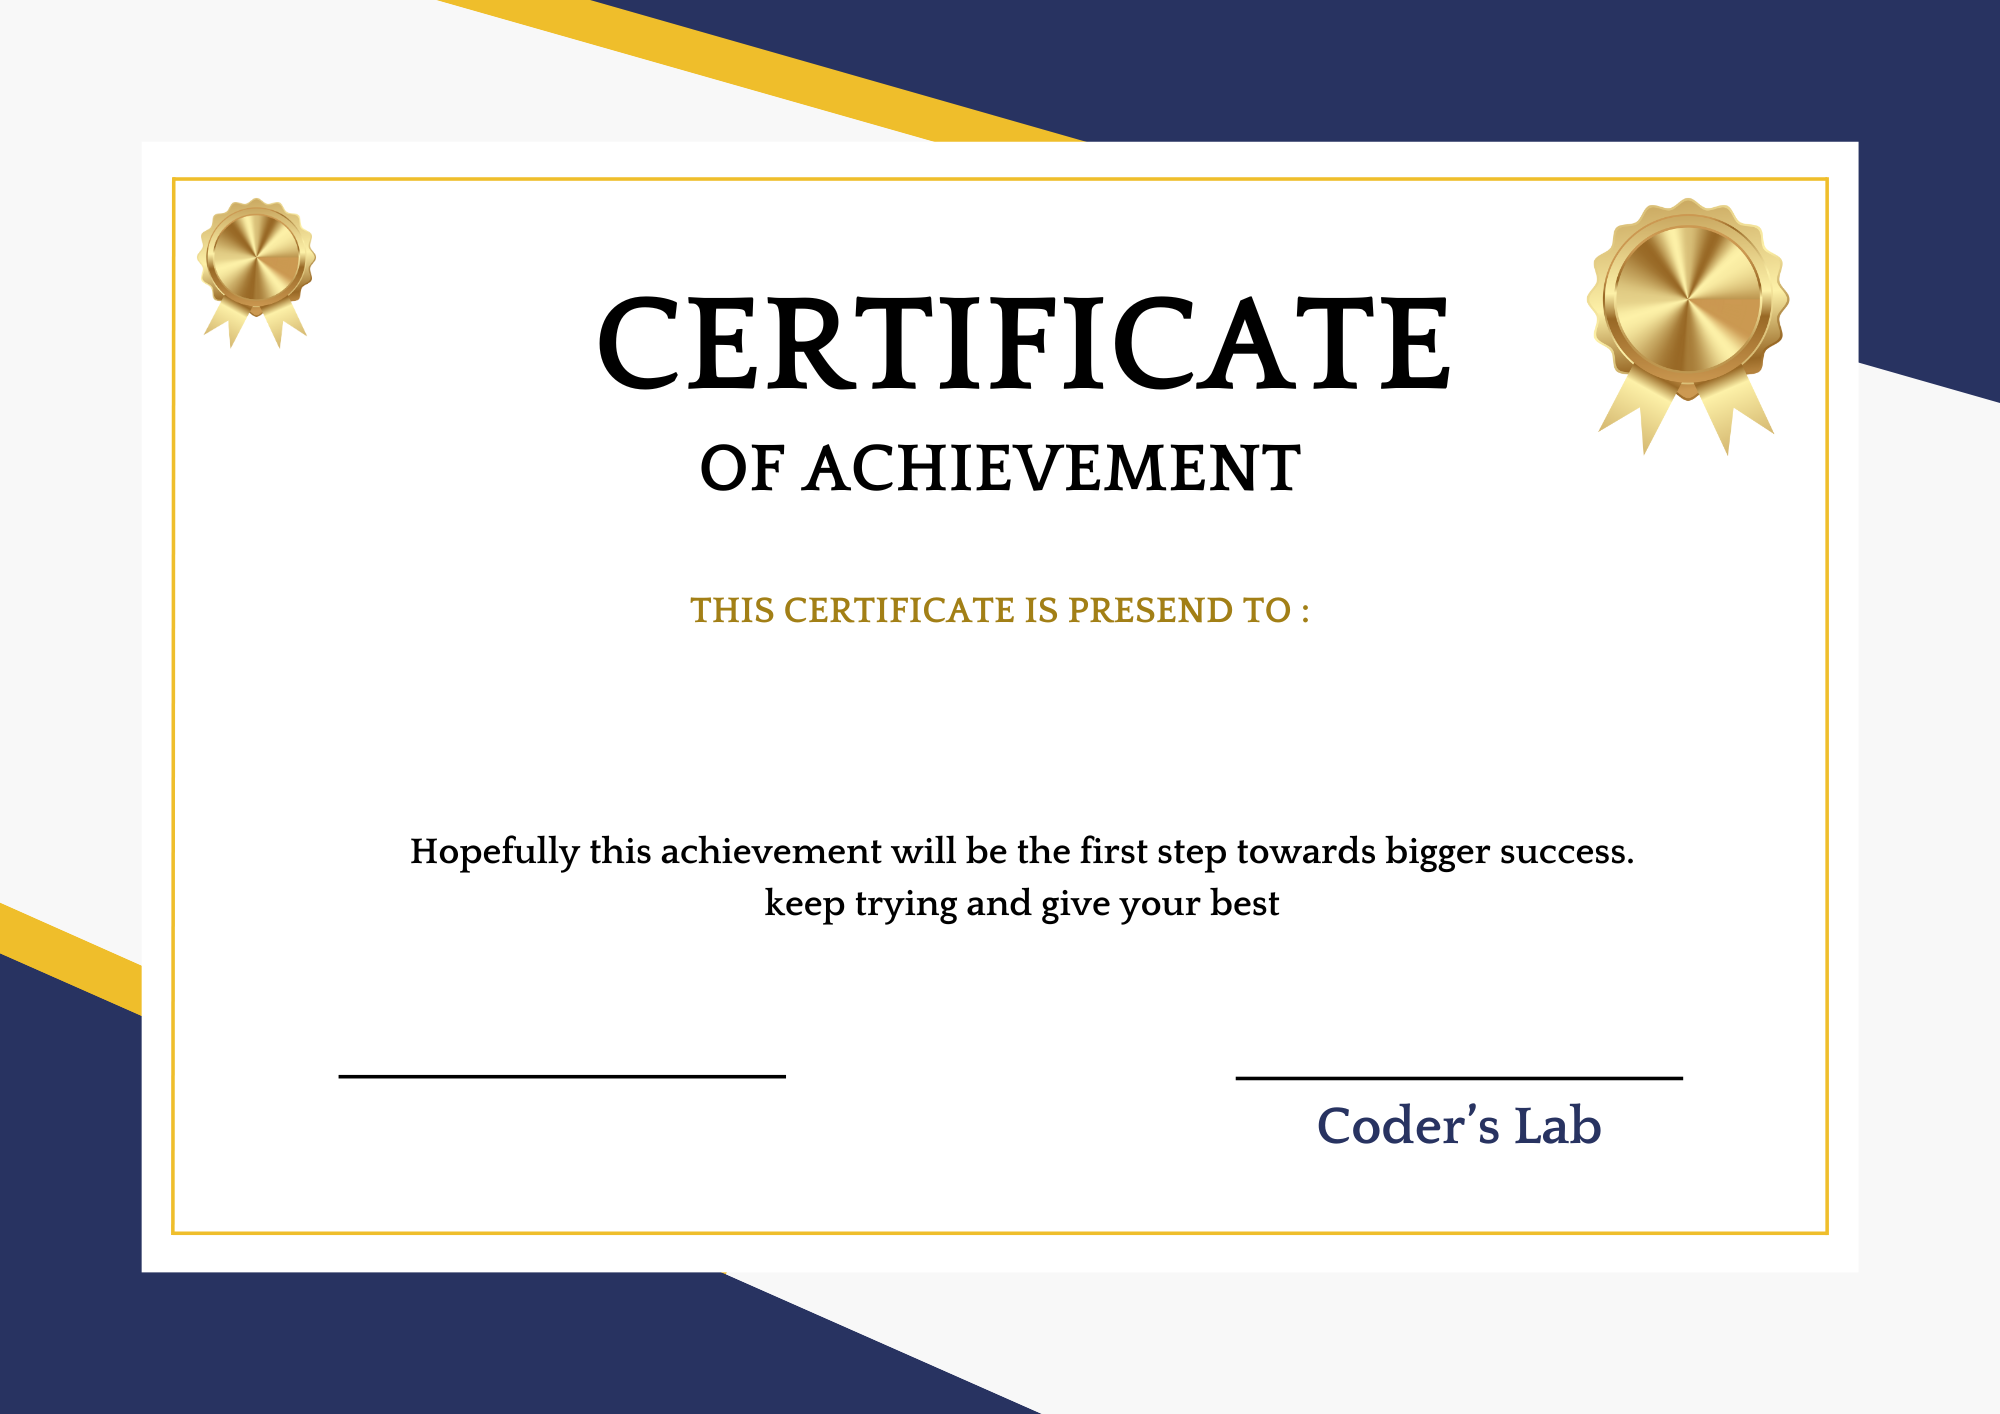 CERTIFICATE
OF ACHIEVEMENT
THIS CERTIFICATE IS PRESEND TO :
Hopefully this achievement will be the first step towards bigger success.
keep trying and give your best
Coder’s Lab